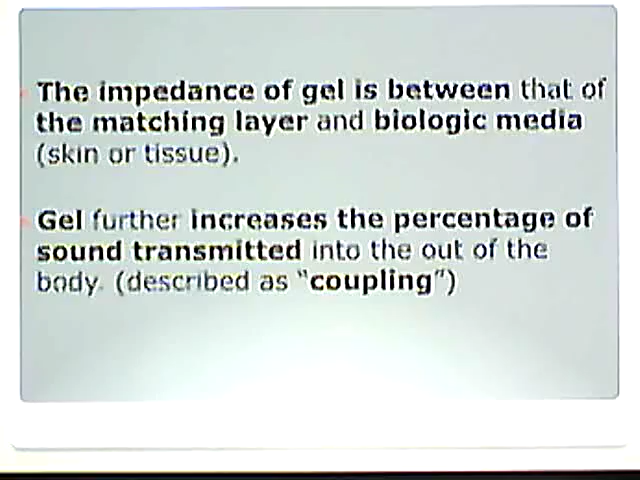 The impedance of gel is between that of
the matching layer and biologic media
(skin or tissue).
Gel further increases the percentage of
sound transmitted into the out of the
body. (described as "coupling")